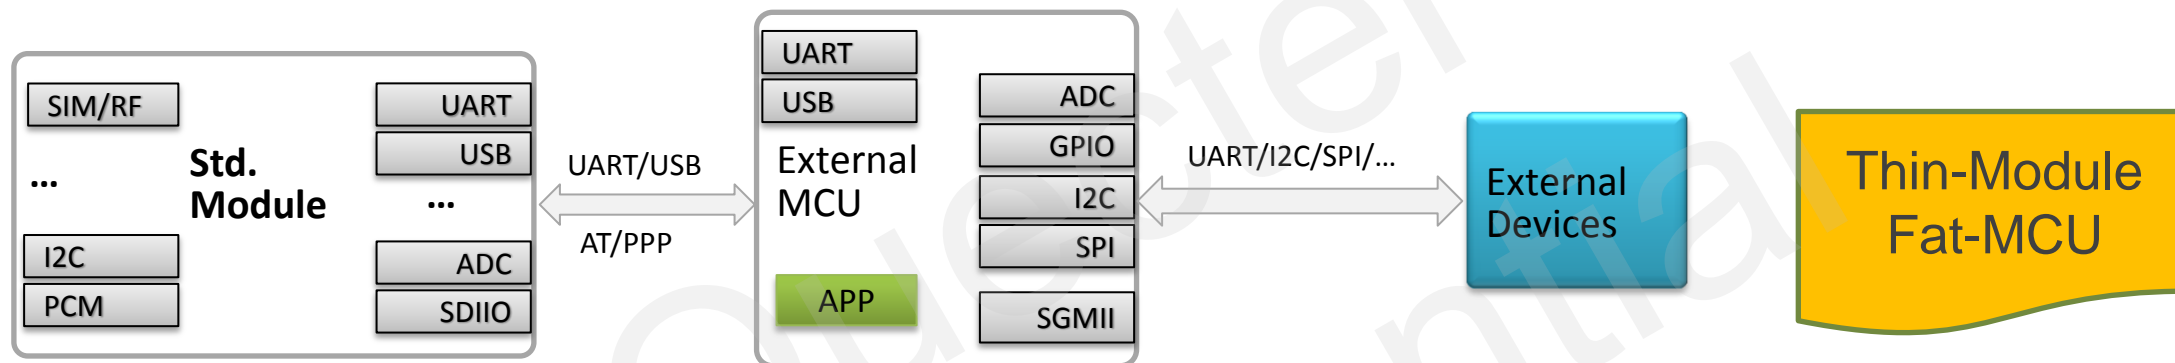 SIM/RF
...
Std.
Module
I2C
PCM
UART
USB
...
ADC
SDIIO
UART/USB
AT/PPP
UART
USB
External
MCU
APP
ADC
GPIO
I2C
SPI
SGMII
UART/I2C/SPI/...
External
Devices
Thin-Module
Fat-MCU